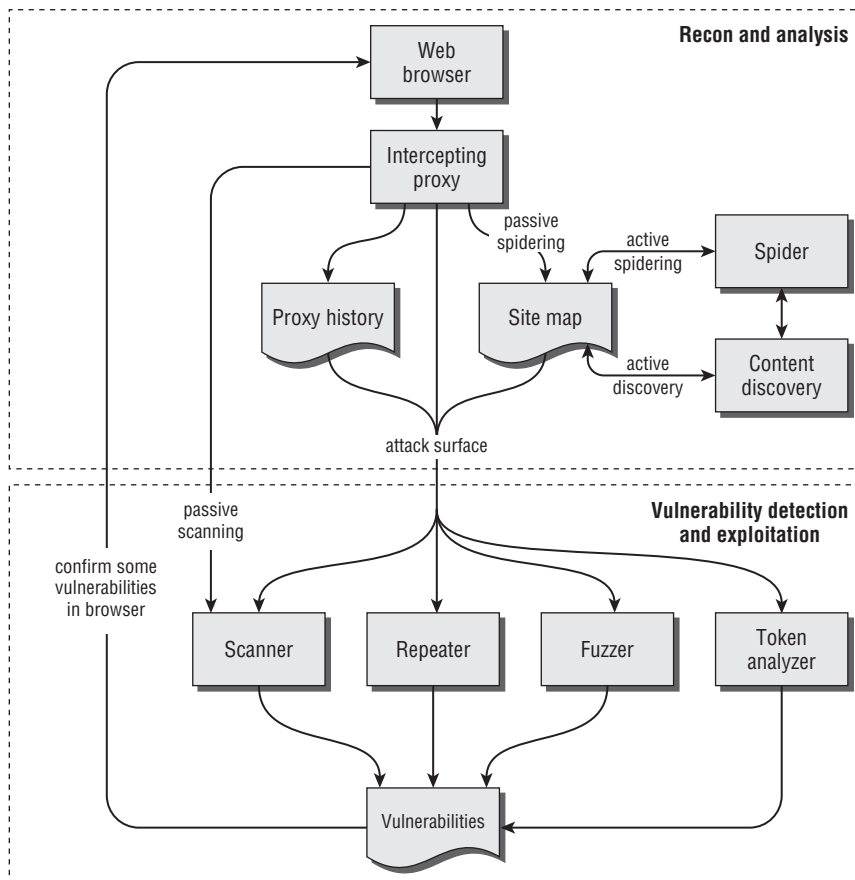 Recon and analysis
Web
browser
Intercepting
proxy
passive
spidering
active
spidering
Spider
Proxy history
Site map
active
discovery
Content
discovery
attack surface
Vulnerability detection
and exploitation
passive
scanning
confirm some
vulnerabilities
in browser
Scanner
Repeater
Fuzzer
Token
analyzer
Vulnerabilities